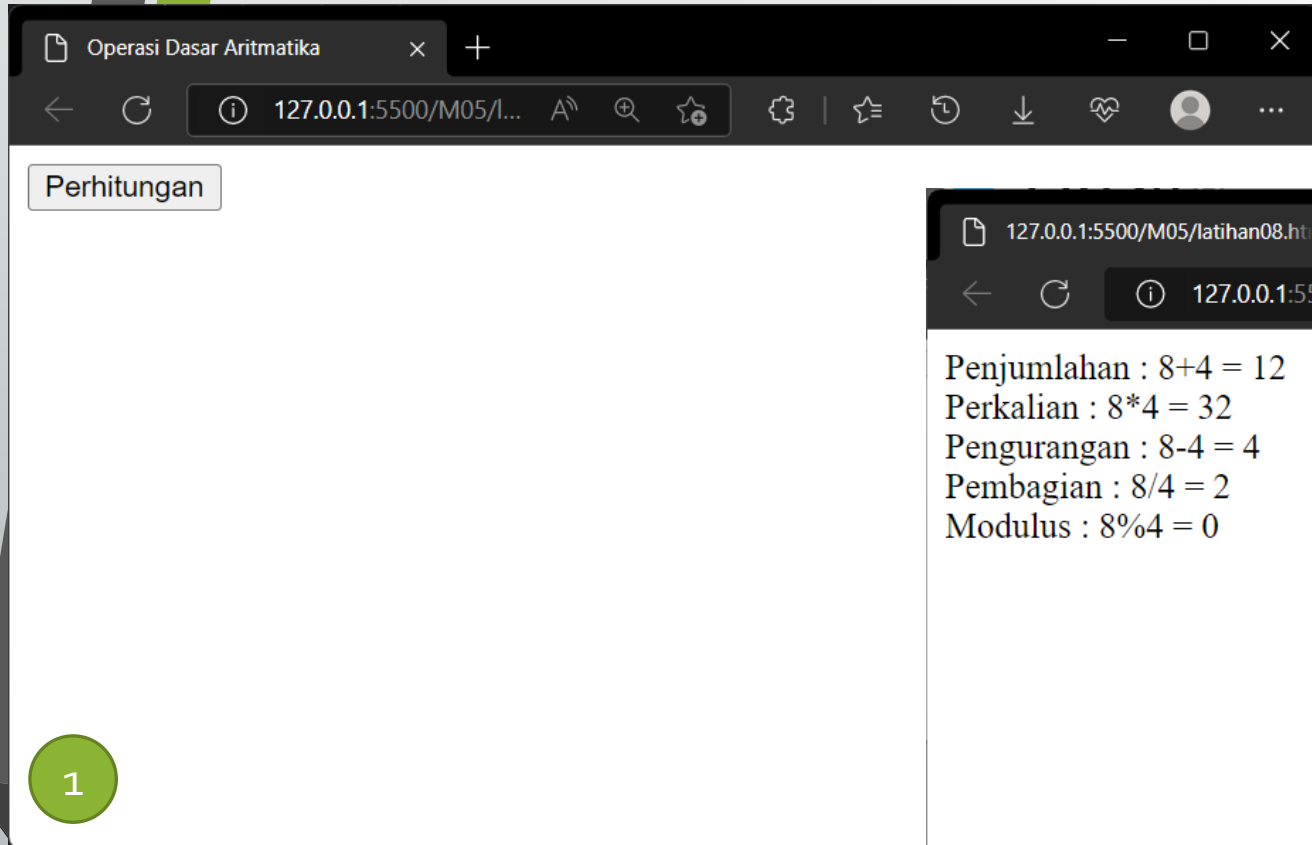 Operasi Dasar Aritmatika
127.0.0.1:5500/M05/l...
Perhitungan
127.0.0.1:5500/M05/latihan08.ht
127.0.0.1:55
Penjumlahan : 8+4 = 12
Perkalian : 8*4 = 32
Pengurangan : 8-4 = 4
Pembagian : 8/4 = 2
Modulus : 8%4 = 0
1